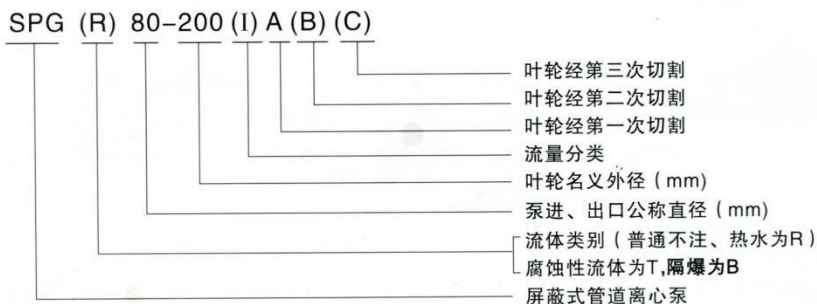 SPG (R) 80-200(I)A(B)(C)
叶轮经第三次切割
叶轮经第二次切割
叶轮经第一次切割
流量分类
叶轮名义外径(mm)
泵进、出口公称直径(mm)
流体类别(普通不注、热水为R)
腐蚀性流体为T,隔爆为B
屏蔽式管道离心泵